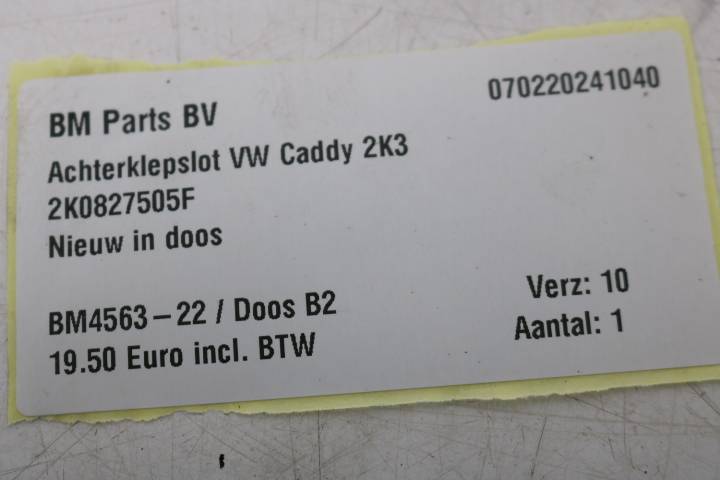 BM Parts BV
070220241040
Achterklepslot VW Caddy 2K3
2K0827505F
Nieuw in doos
BM4563-22 / Doos B2
Verz: 10
19.50 Euro incl. BTW
Aantal: 1